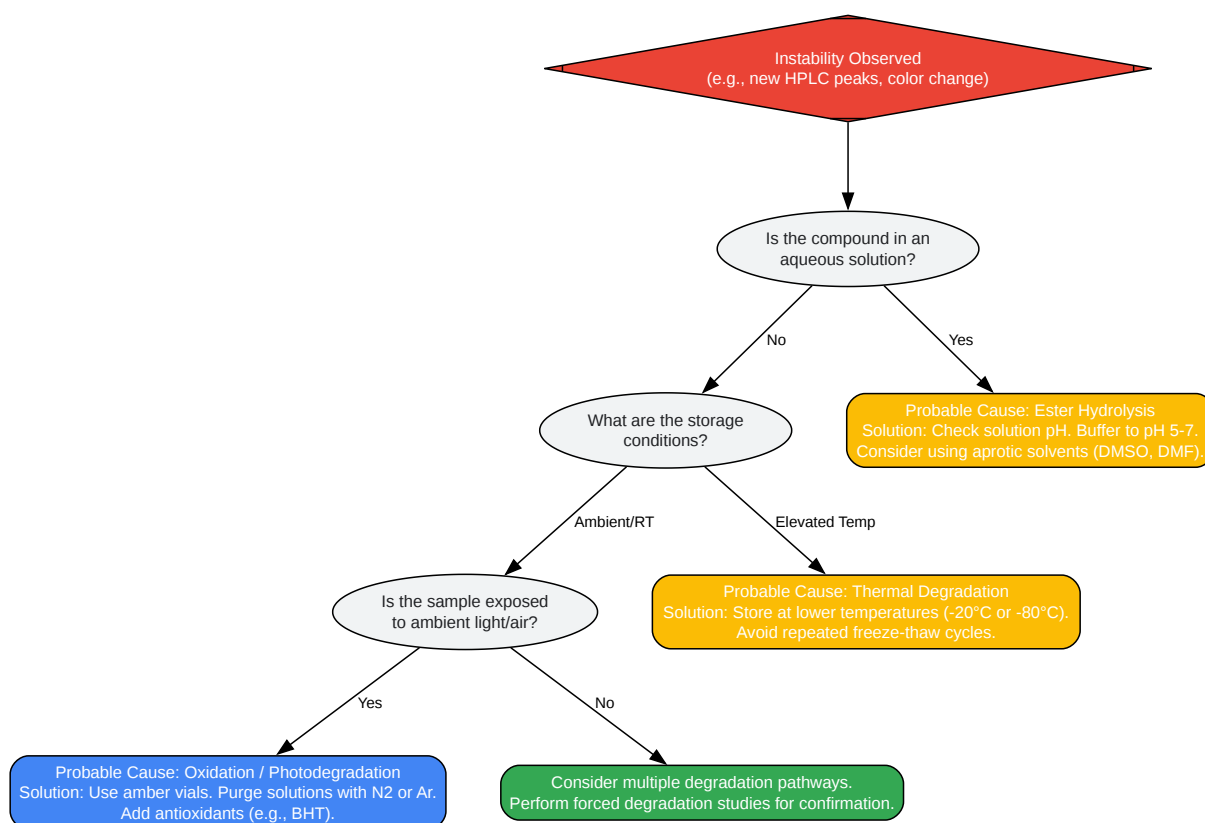 Instability Observed
(e.g., new HPLC peaks, color change)
Is the compound in an
aqueous solution?
No
Yes
What are the storage
conditions?
Probable Cause: Ester Hydrolysis
Solution: Check solution pH. Buffer to pH 5-7.
Consider using aprotic solvents (DMSO, DMF).
Ambient/RT
Elevated Temp
Is the sample exposed
to ambient light/air?
Probable Cause: Thermal Degradation
Solution: Store at lower temperatures (-20°C or -80°C).
Avoid repeated freeze-thaw cycles.
Yes
No
Probable Cause: Oxidation / Photodegradation
Solution: Use amber vials. Purge solutions with N2 or Ar.
Add antioxidants (e.g., BHT).
Consider multiple degradation pathways.
Perform forced degradation studies for confirmation.